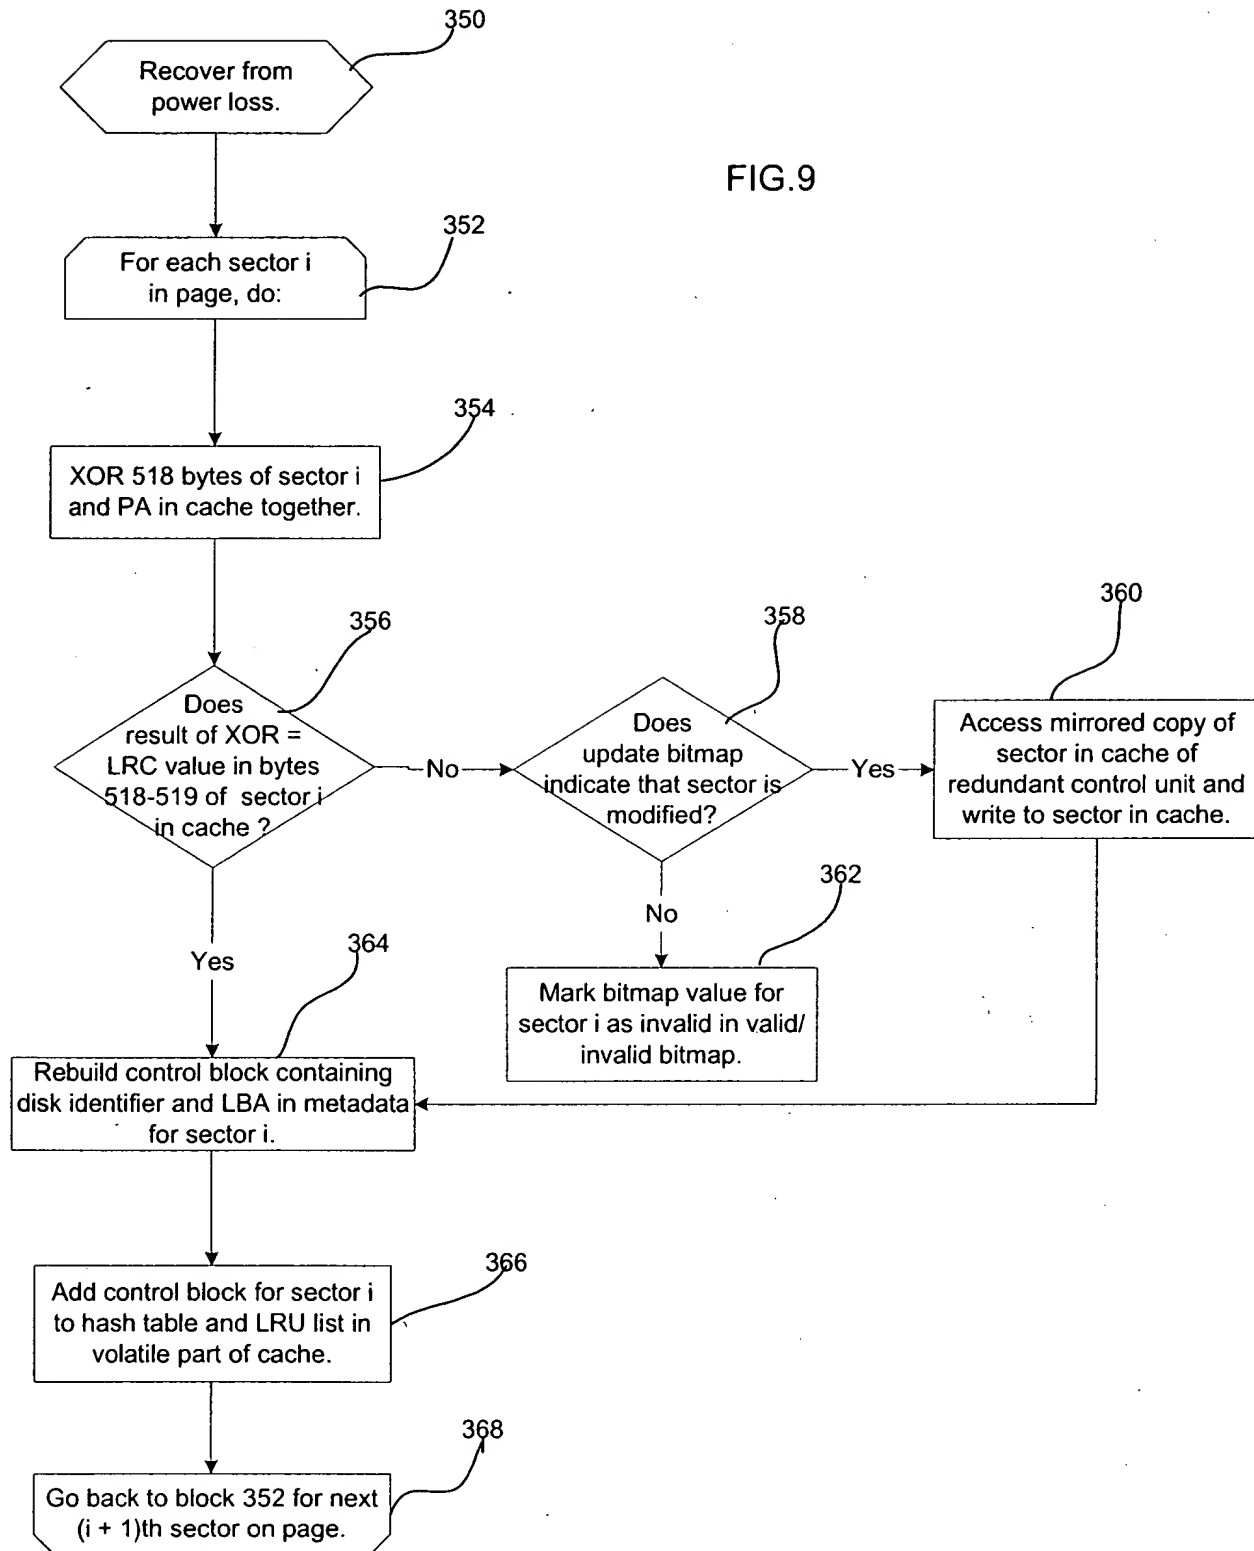 350
Recover from
power loss.
FIG.9
352
For each sector i
in page, do:
354
XOR 518 bytes of sector i
and PA in cache together.
356
Does
result of XOR =
LRC value in bytes
518-519 of sector i
in cache ?
No
358
Does
update bitmap
indicate that sector is
modified?
Yes
360
Access mirrored copy of
sector in cache of
redundant control unit and
write to sector in cache.
No
362
Mark bitmap value for
sector i as invalid in valid/
invalid bitmap.
Yes
364
Rebuild control block containing
disk identifier and LBA in metadata
for sector i.
366
Add control block for sector i
to hash table and LRU list in
volatile part of cache.
368
Go back to block 352 for next
(i + 1)th sector on page.